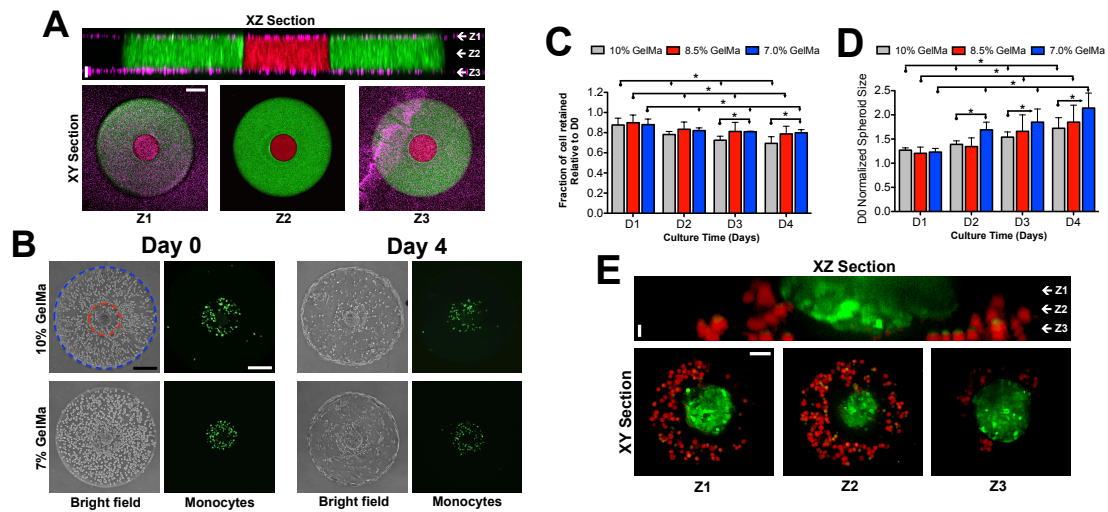 A
XZ Section
Z1
Z2
Z3
XY Section
Z1
Z2
Z3
B
Day 0
Day 4
10% GelMa
7% GelMa
Bright field
Monocytes
Bright field
Monocytes
C
10% GelMa
8.5% GelMa
7.0% GelMa
*
*
*
*
*
Fraction of cell retained
Relative to D0
1.0
0.8
0.6
0.4
0.2
0.0
D1
D2
D3
D4
Culture Time (Days)
D
10% GelMa
8.5% GelMa
7.0% GelMa
*
*
*
*
*
*
D0 Normalized Spheroid Size
2.5
2.0
1.5
1.0
0.5
0.0
D1
D2
D3
D4
Culture Time (Days)
E
XZ Section
Z1
Z2
Z3
XY Section
Z1
Z2
Z3